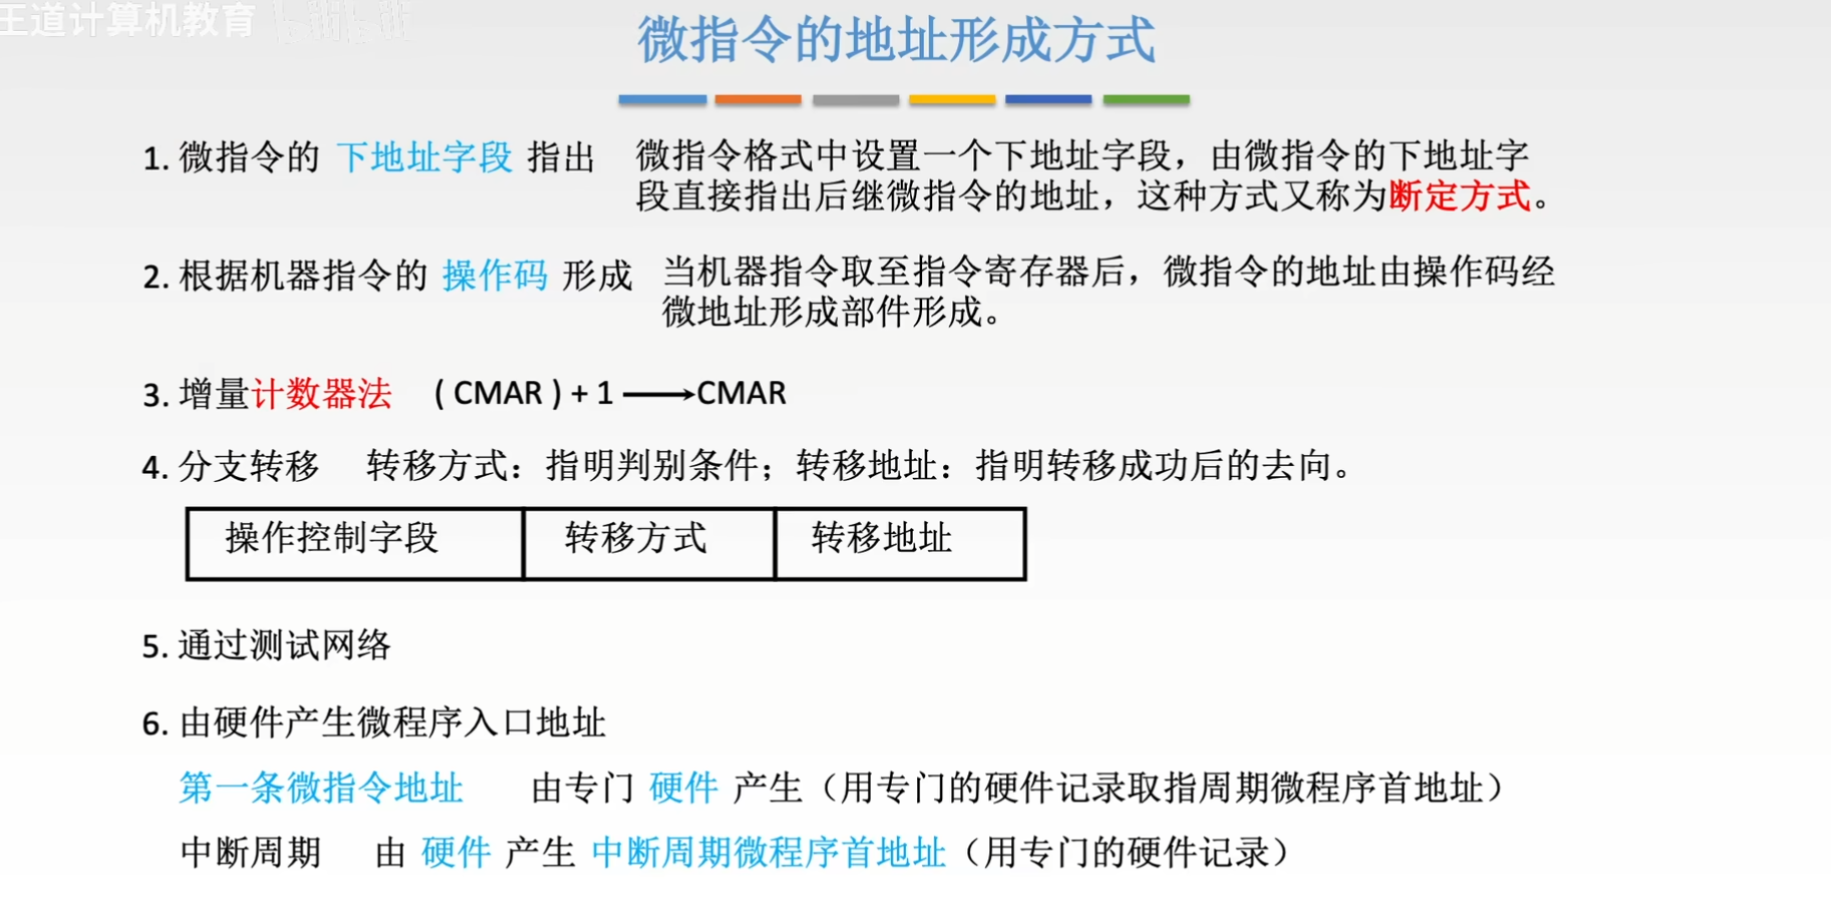 王道计算机教育 bilibili
微指令的地址形成方式
1. 微指令的 下地址字段 指出 微指令格式中设置一个下地址字段，由微指令的下地址字
段直接指出后继微指令的地址，这种方式又称为断定方式。
2. 根据机器指令的 操作码 形成 当机器指令取至指令寄存器后，微指令的地址由操作码经
微地址形成部件形成。
3. 增量计数器法 ( CMAR ) + 1 ⟶ CMAR
4. 分支转移 转移方式：指明判别条件；转移地址：指明转移成功后的去向。
操作控制字段 转移方式 转移地址
5. 通过测试网络
6. 由硬件产生微程序入口地址
第一条微指令地址 由专门 硬件 产生（用专门的硬件记录取指周期微程序首地址）
中断周期 由 硬件 产生 中断周期微程序首地址（用专门的硬件记录）